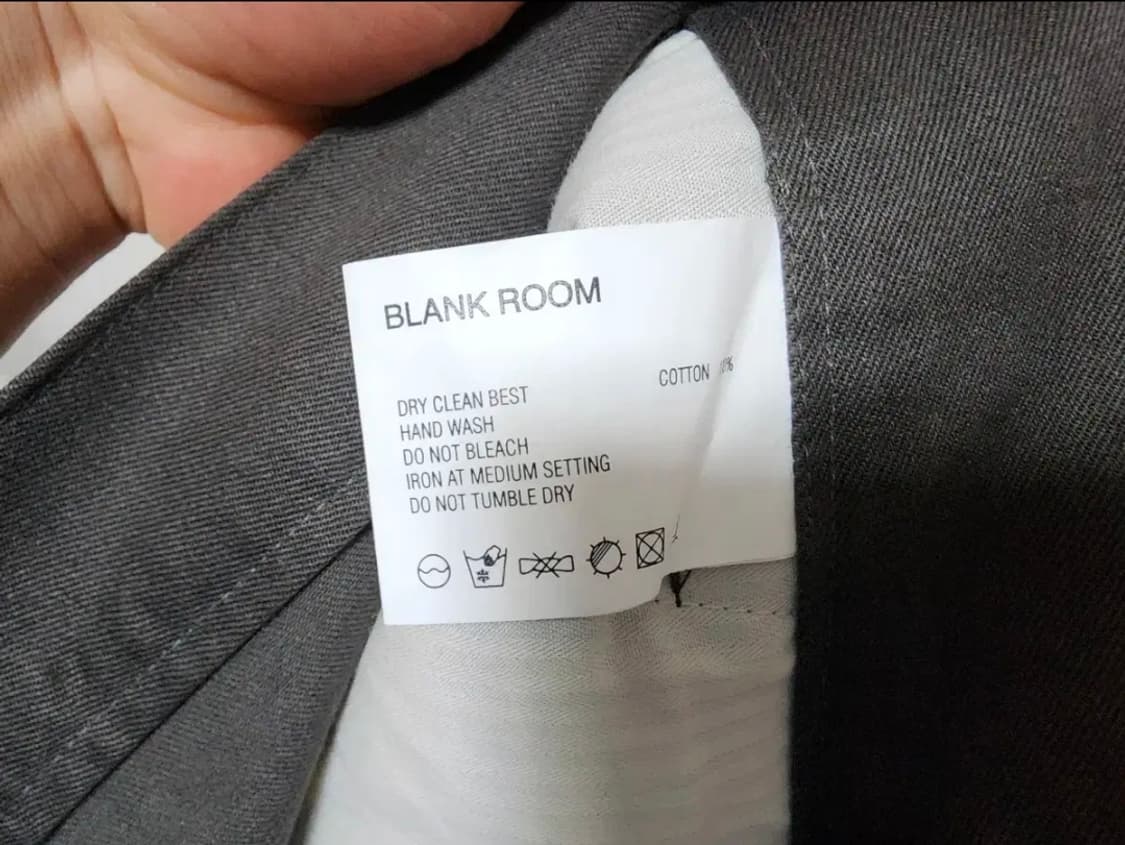 BLANK ROOM
COTTON
DRY CLEAN BEST
HAND WASH
DO NOT BLEACH
IRON AT MEDIUM SETTING
DO NOT TUMBLE DRY